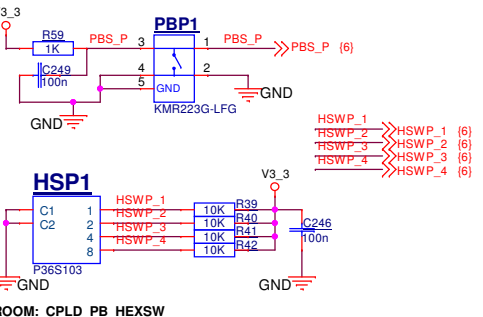 V3_3
PBP1
R59
1K
PBS_P
3
1
PBS_P
PBS_P {6}
C249
100n
4
2
5
GND
GND
GND
KMR223G-LFG
HSWP_1
HSWP_2
HSWP_3
HSWP_4
HSWP_1 {6}
HSWP_2 {6}
HSWP_3 {6}
HSWP_4 {6}
HSP1
V3_3
C1
C2
1
2
4
8
HSWP_1
HSWP_2
HSWP_3
HSWP_4
10K
10K
10K
10K
R39
R40
R41
R42
C246
100n
P36S103
GND
GND
ROOM: CPLD_PB_HEXSW